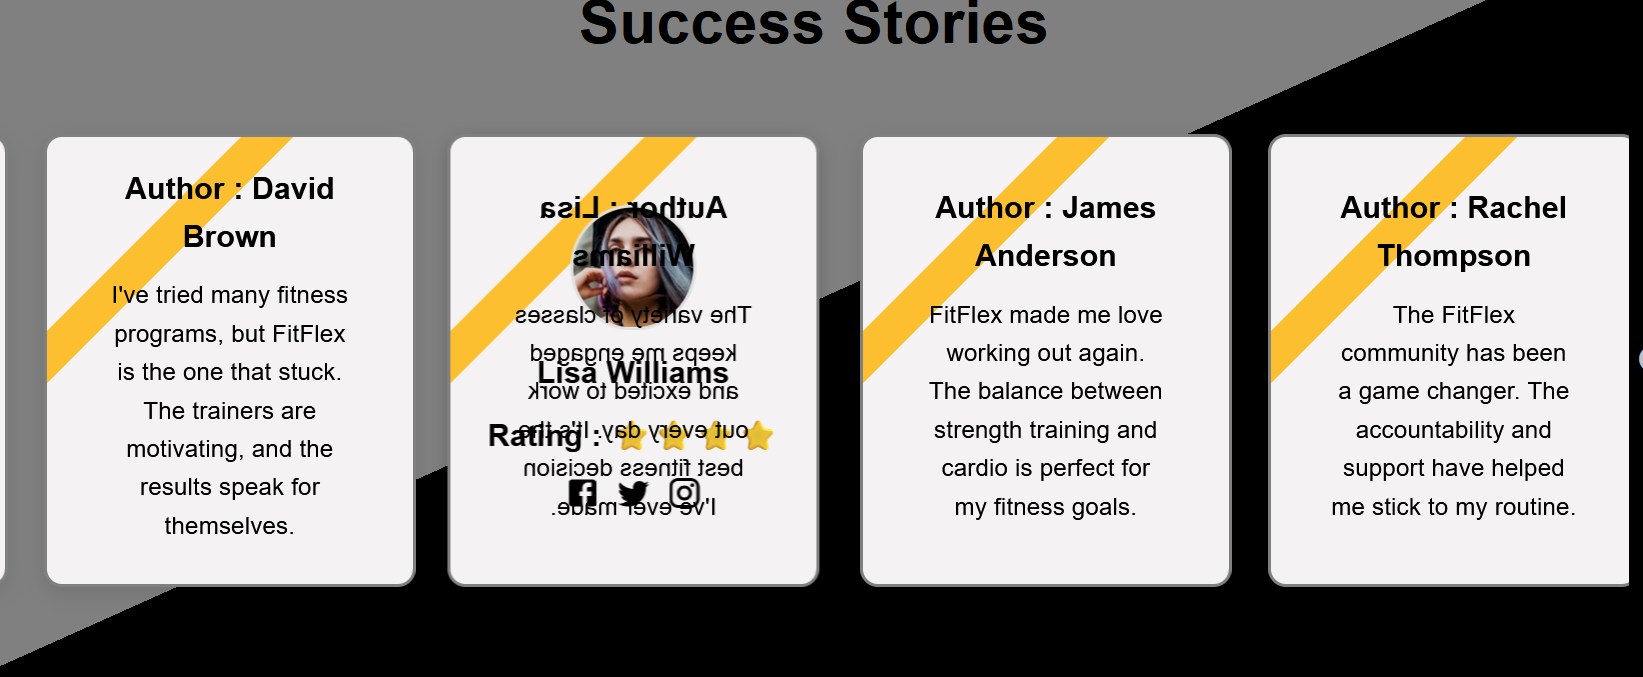 Success Stories
Author : David
Brown
I've tried many fitness
programs, but FitFlex
is the one that stuck.
The trainers are
motivating, and the
results speak for
themselves.
Author : Lisa
Williams
The variety of classes
keeps me engaged
and excited to work
out every day. It's the
best fitness decision
I've ever made.
Lisa Williams
Rating :
Author : James
Anderson
FitFlex made me love
working out again.
The balance between
strength training and
cardio is perfect for
my fitness goals.
Author : Rachel
Thompson
The FitFlex
community has been
a game changer. The
accountability and
support have helped
me stick to my routine.